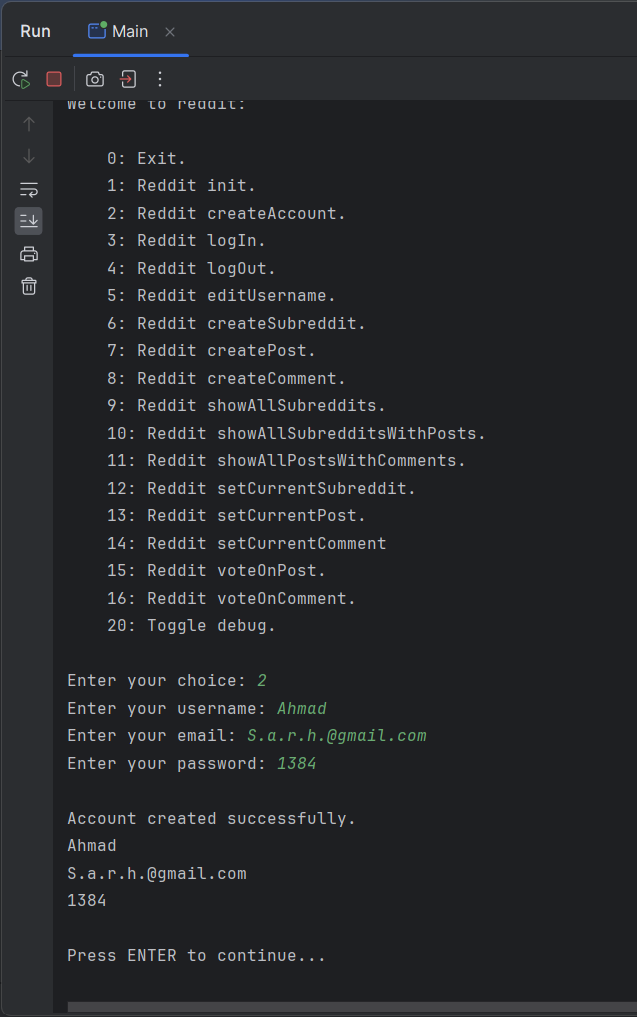 Run Main
Welcome to reddit:
0: Exit.
1: Reddit init.
2: Reddit createAccount.
3: Reddit logIn.
4: Reddit logOut.
5: Reddit editUsername.
6: Reddit createSubreddit.
7: Reddit createPost.
8: Reddit createComment.
9: Reddit showAllSubreddits.
10: Reddit showAllSubredditsWithPosts.
11: Reddit showAllPostsWithComments.
12: Reddit setCurrentSubreddit.
13: Reddit setCurrentPost.
14: Reddit setCurrentComment
15: Reddit voteOnPost.
16: Reddit voteOnComment.
20: Toggle debug.
Enter your choice: 2
Enter your username: Ahmad
Enter your email: S.a.r.h.@gmail.com
Enter your password: 1384
Account created successfully.
Ahmad
S.a.r.h.@gmail.com
1384
Press ENTER to continue...